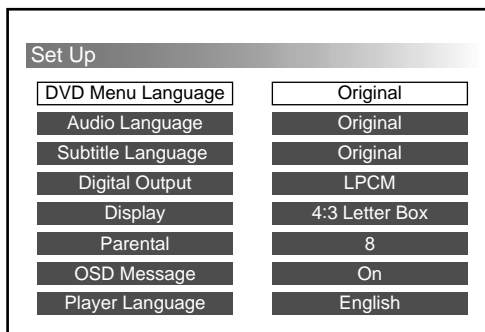 Set Up
DVD Menu Language Original
Audio Language Original
Subtitle Language Original
Digital Output LPCM
Display 4:3 Letter Box
Parental 8
OSD Message On
Player Language English